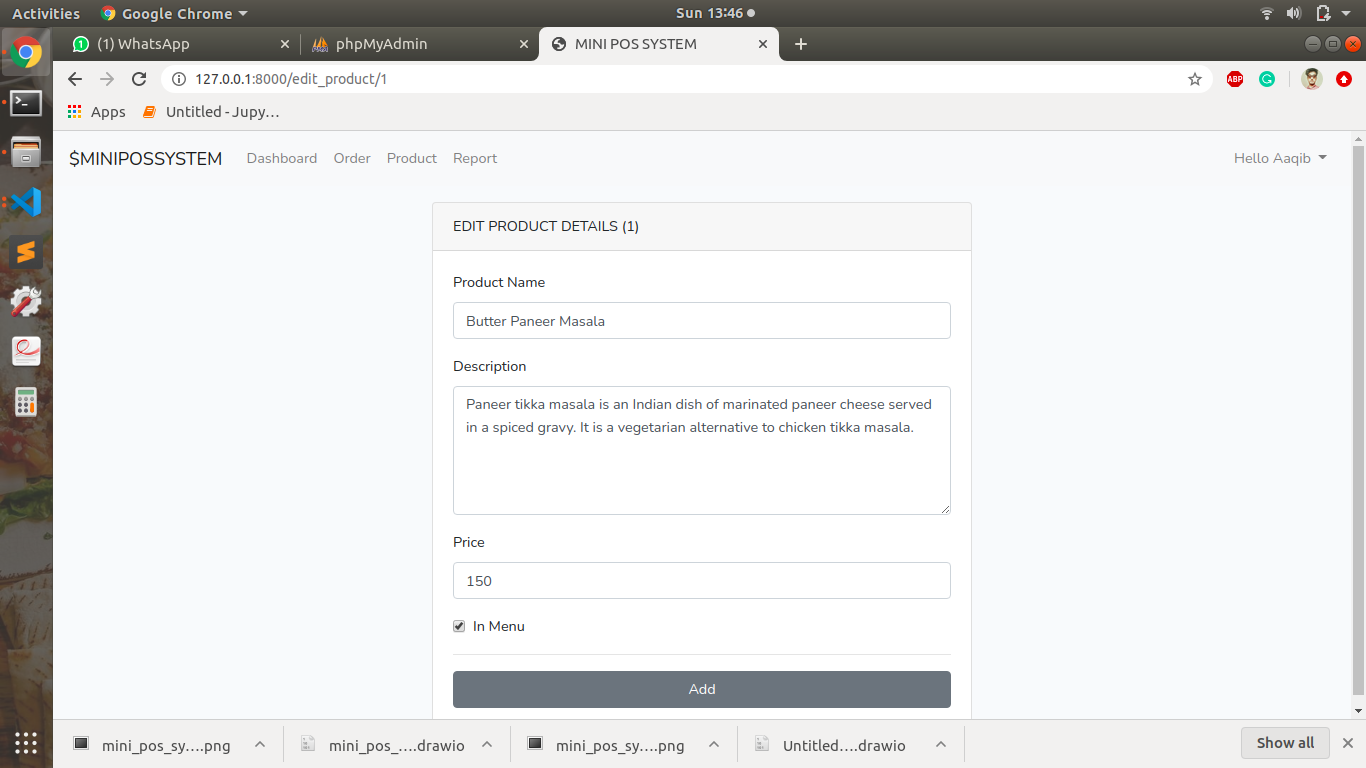 Activities Google Chrome Sun 13:46
(1) WhatsApp phpMyAdmin MINI POS SYSTEM
127.0.0.1:8000/edit_product/1 ABP
Apps Untitled - Jupy…
$MINIPOSSYSTEM Dashboard Order Product Report Hello Aaqib
EDIT PRODUCT DETAILS (1)
Product Name
Butter Paneer Masala
Description
Paneer tikka masala is an Indian dish of marinated paneer cheese served
in a spiced gravy. It is a vegetarian alternative to chicken tikka masala.
Price
150
In Menu
Add
mini_pos_sy….png mini_pos_….drawio mini_pos_sy….png Untitled….drawio Show all